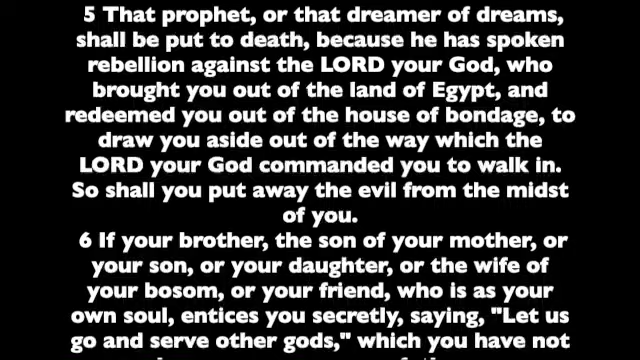 5 That prophet, or that dreamer of dreams,
shall be put to death, because he has spoken
rebellion against the LORD your God, who
brought you out of the land of Egypt, and
redeemed you out of the house of bondage, to
draw you aside out of the way which the
LORD your God commanded you to walk in.
So shall you put away the evil from the midst
of you.
6 If your brother, the son of your mother, or
your son, or your daughter, or the wife of
your bosom, or your friend, who is as your
own soul, entices you secretly, saying, "Let us
go and serve other gods," which you have not